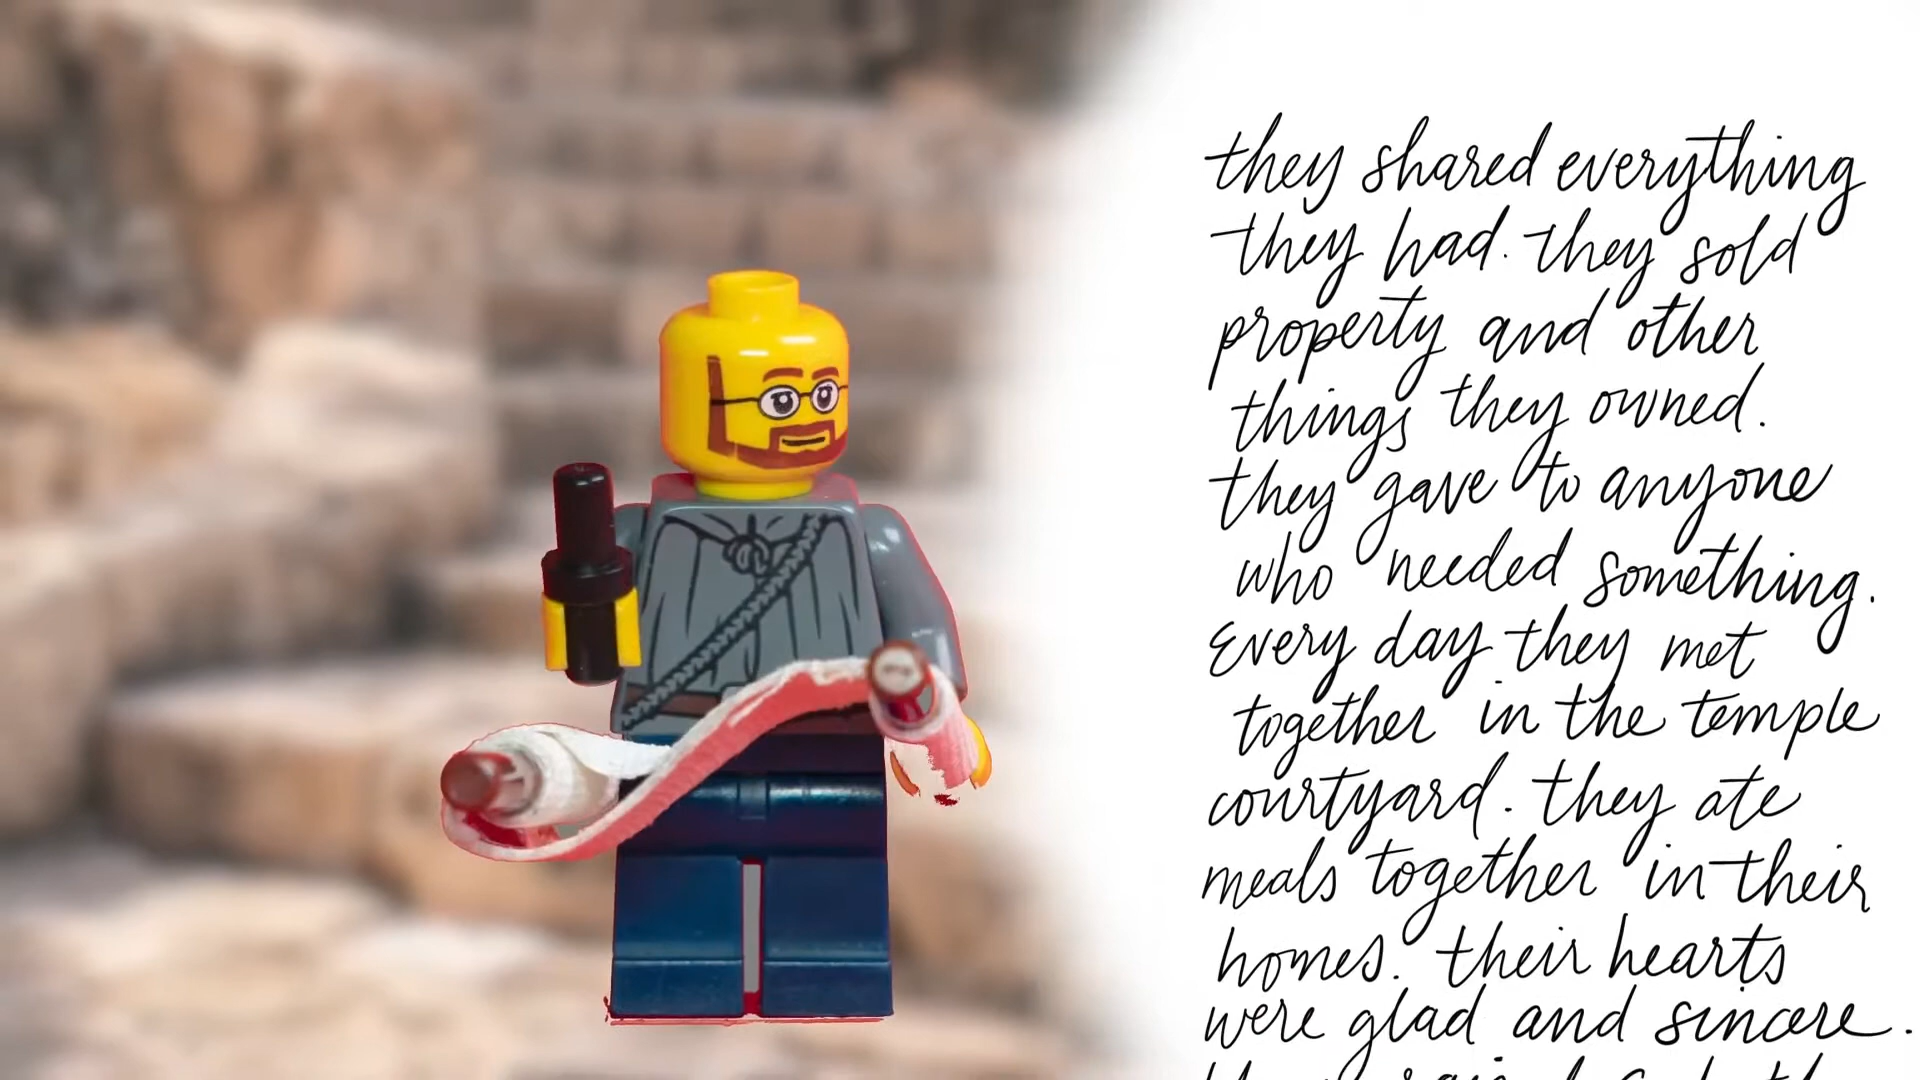 they shared everything
they had. they sold
property and other
things they owned.
they gave to anyone
who needed something.
Every day they met
together in the temple
courtyard. they ate
meals together in their
homes. their hearts
were glad and sincere.